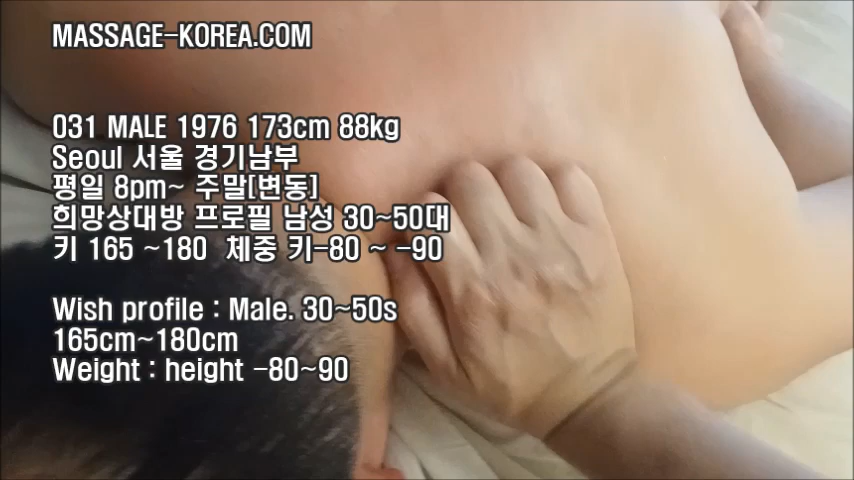 MASSAGE-KOREA.COM
031 MALE 1976 173cm 88kg
Seoul 서울 경기남부
평일 8pm~ 주말[변동]
희망상대방 프로필 남성 30~50대
키 165 ~180 체중 키-80 ~ -90
Wish profile : Male. 30~50s
165cm~180cm
Weight : height -80~90